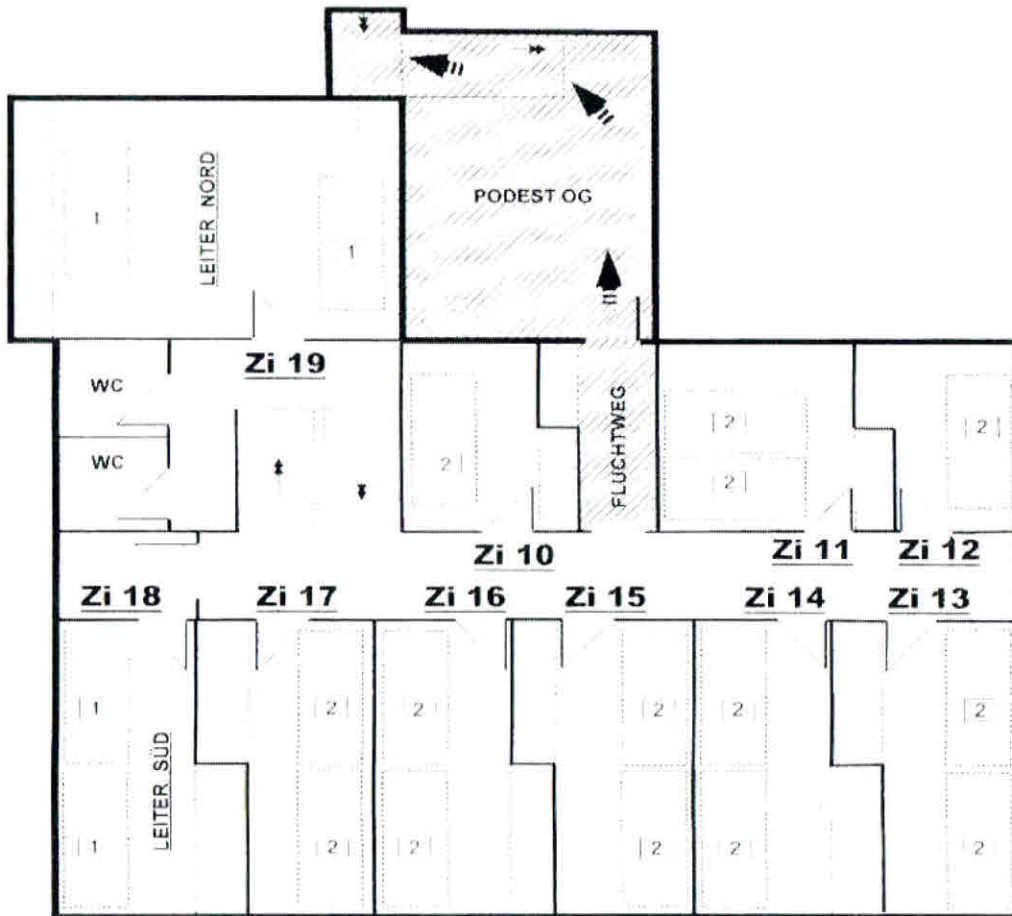 PODEST OG
LEITER NORD
1
1
Zi 19
WC
WC
2
FLUCHTWEG
2
2
2
Zi 10
Zi 11
Zi 12
Zi 18
Zi 17
Zi 16
Zi 15
Zi 14
Zi 13
1
2
2
2
2
2
LEITER SÜD
1
2
2
2
2
2